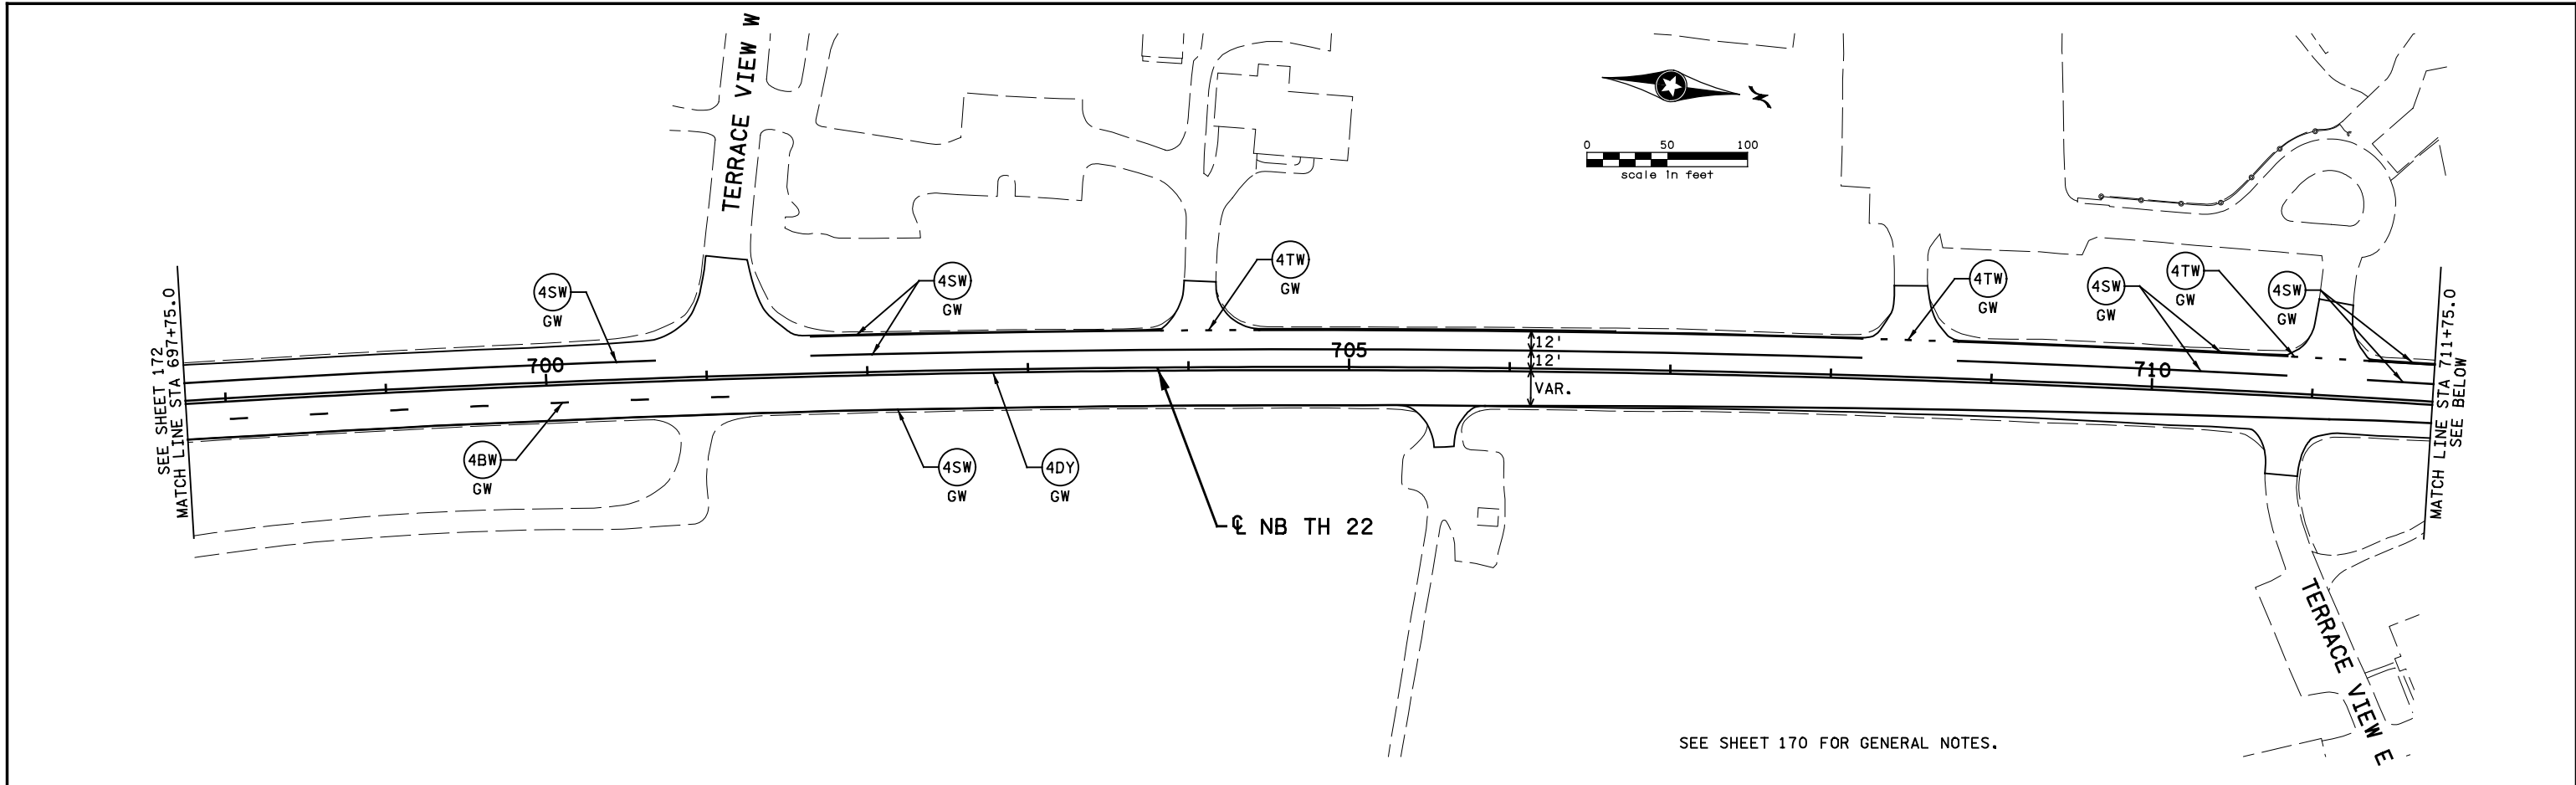 TERRACE VIEW W
0 50 100
scale in feet
4TW
GW
4SW
GW
4SW
GW
4TW
GW
4SW
GW
4TW
GW
4SW
GW
12'
12'
VAR.
700
705
710
SEE SHEET 172
MATCH LINE STA 697+75.0
MATCH LINE STA 711+75.0
SEE BELOW
4BW
GW
4SW
GW
4DY
GW
℄ NB TH 22
TERRACE VIEW E
SEE SHEET 170 FOR GENERAL NOTES.